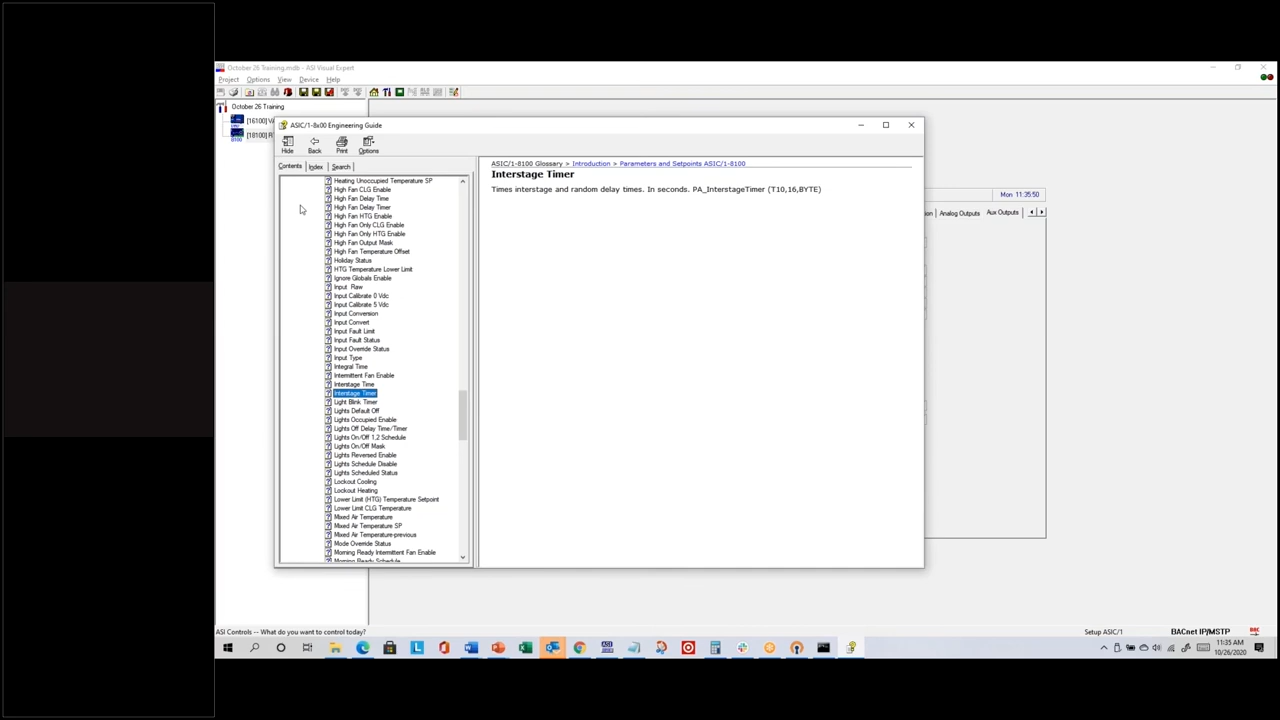 October 26 Training.mdb - ASI Visual Expert
Project Options View Device Help
October 26 Training
[16100] VA
[18100] R
8100
ASIC/1-8x00 Engineering Guide
Hide Back Print Options
Contents Index Search
Heating Unoccupied Temperature SP
High Fan CLG Enable
High Fan Delay Time
High Fan Delay Timer
High Fan HTG Enable
High Fan Only CLG Enable
High Fan Only HTG Enable
High Fan Output Mask
High Fan Temperature Offset
Holiday Status
HTG Temperature Lower Limit
Ignore Globals Enable
Input Raw
Input Calibrate 0 Vdc
Input Calibrate 5 Vdc
Input Conversion
Input Convert
Input Fault Limit
Input Fault Status
Input Override Status
Input Type
Integral Time
Intermittent Fan Enable
Interstage Time
Interstage Timer
Light Blink Timer
Lights Default Off
Lights Occupied Enable
Lights Off Delay Time/Timer
Lights On/Off 1,2 Schedule
Lights On/Off Mask
Lights Reversed Enable
Lights Schedule Disable
Lights Scheduled Status
Lockout Cooling
Lockout Heating
Lower Limit (HTG) Temperature Setpoint
Lower Limit CLG Temperature
Mixed Air Temperature
Mixed Air Temperature SP
Mixed Air Temperature-previous
Mode Override Status
Morning Ready Intermittent Fan Enable
Morning Ready Schedule
ASIC/1-8100 Glossary > Introduction > Parameters and Setpoints ASIC/1-8100
Interstage Timer
Times interstage and random delay times. In seconds. PA_InterstageTimer (T10,16,BYTE)
Mon 11:35:50
on Analog Outputs Aux Outputs
ASI Controls -- What do you want to control today?
Setup ASIC/1
BACnet IP/MSTP
11:35 AM
10/26/2020